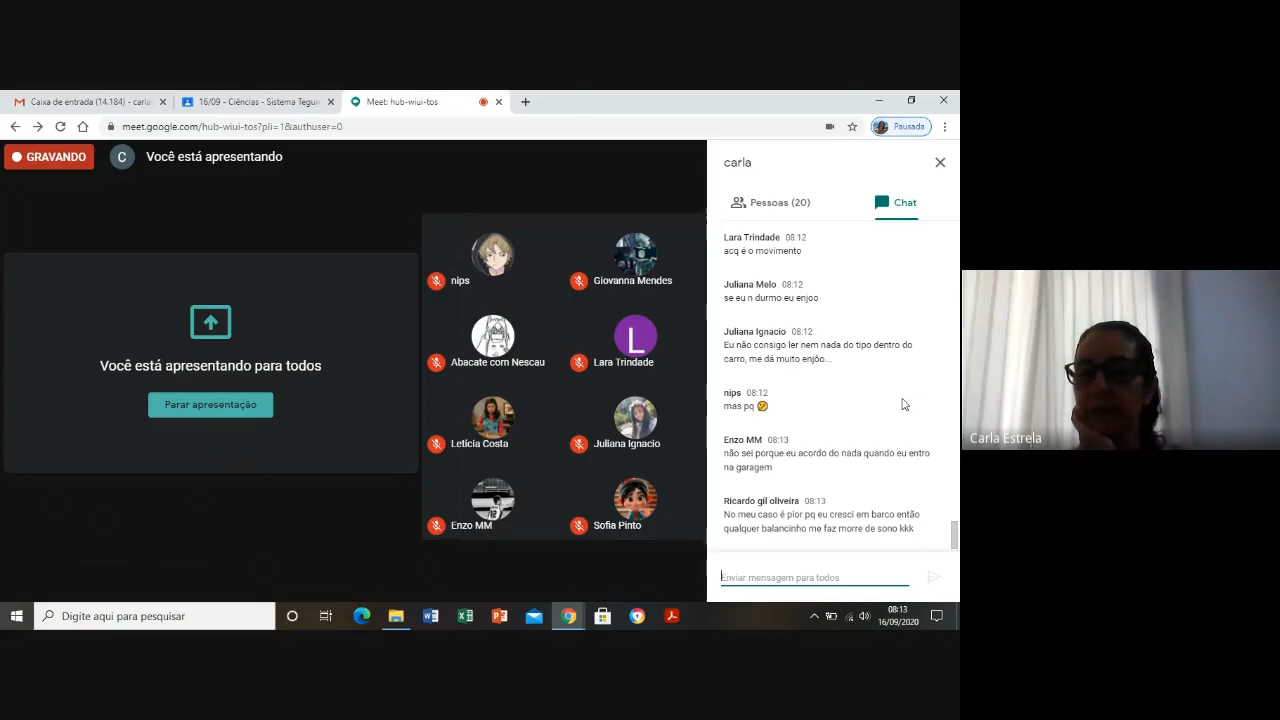 Caixa de entrada (14.184) - carla
16/09 - Ciências - Sistema Tegun
Meet: hub-wiui-tos
meet.google.com/hub-wiui-tos?pli=1&authuser=0
Pausada
GRAVANDO
C
Você está apresentando
Você está apresentando para todos
Parar apresentação
nips
Giovanna Mendes
Abacate com Nescau
L
Lara Trindade
Letícia Costa
Juliana Ignacio
Enzo MM
Sofia Pinto
carla
Pessoas (20)
Chat
Lara Trindade 08:12
acq é o movimento
Juliana Melo 08:12
se eu n durmo eu enjoo
Juliana Ignacio 08:12
Eu não consigo ler nem nada do tipo dentro do
carro, me dá muito enjôo...
nips 08:12
mas pq 🤔
Enzo MM 08:13
não sei porque eu acordo do nada quando eu entro
na garagem
Ricardo gil oliveira 08:13
No meu caso é pior pq eu cresci em barco então
qualquer balancinho me faz morre de sono kkk
Enviar mensagem para todos
Carla Estrela
Digite aqui para pesquisar
08:13
16/09/2020